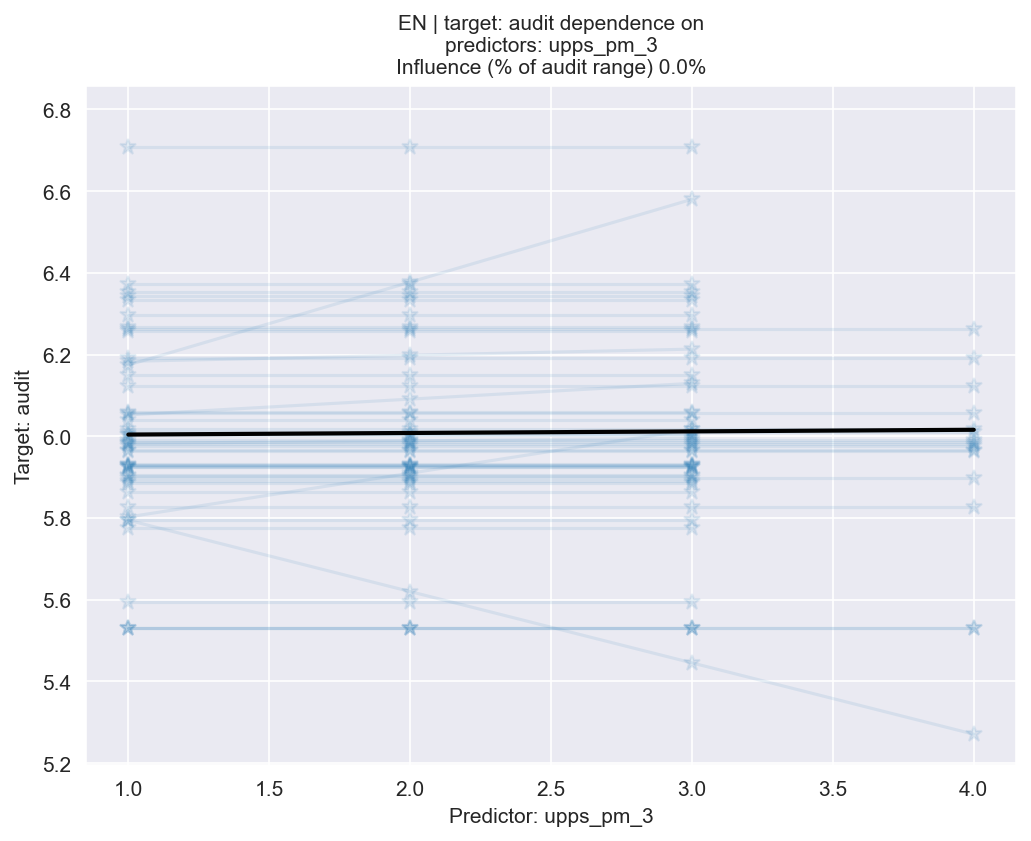 EN | target: audit dependence on
predictors: upps_pm_3
Influence (% of audit range) 0.0%
6.8
6.6
6.4
6.2
6.0
5.8
5.6
5.4
5.2
Target: audit
1.0 1.5 2.0 2.5 3.0 3.5 4.0
Predictor: upps_pm_3